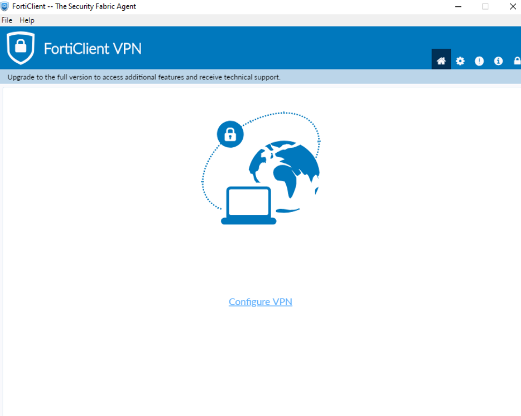 FortiClient -- The Security Fabric Agent
File Help
FortiClient VPN
Upgrade to the full version to access additional features and receive technical support.
Configure VPN